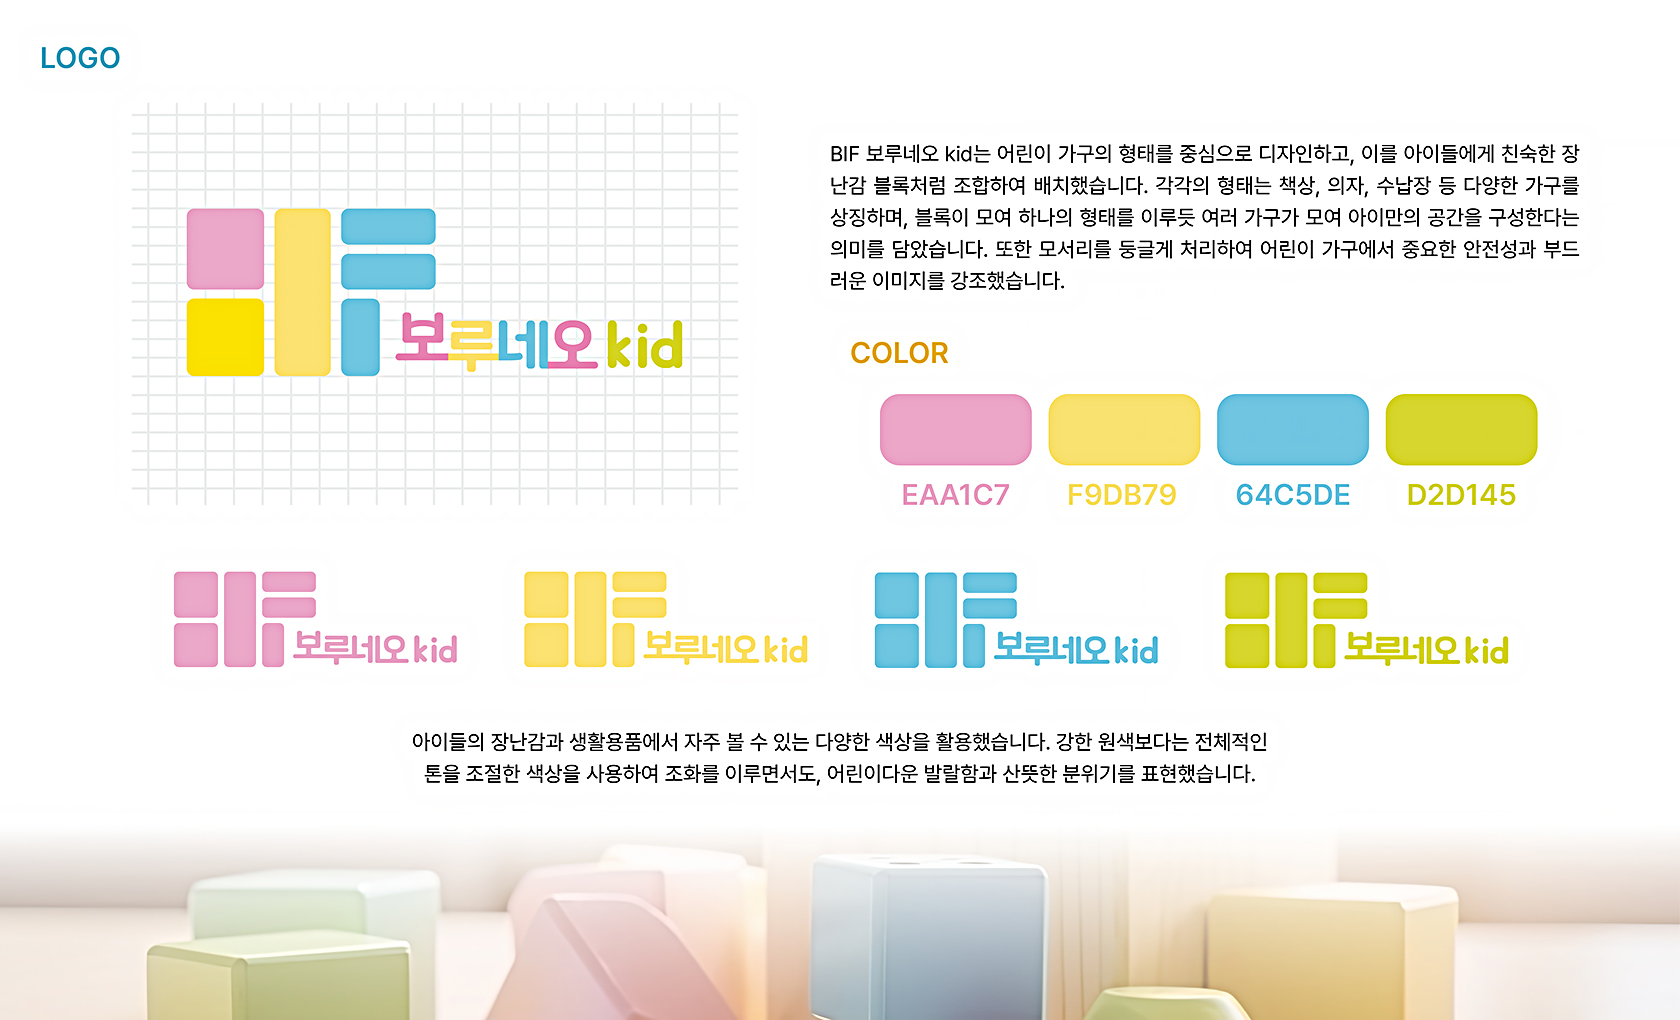 LOGO
보루네오 kid
BIF 보루네오 kid는 어린이 가구의 형태를 중심으로 디자인하고, 이를 아이들에게 친숙한 장
난감 블록처럼 조합하여 배치했습니다. 각각의 형태는 책상, 의자, 수납장 등 다양한 가구를
상징하며, 블록이 모여 하나의 형태를 이루듯 여러 가구가 모여 아이만의 공간을 구성한다는
의미를 담았습니다. 또한 모서리를 둥글게 처리하여 어린이 가구에서 중요한 안전성과 부드
러운 이미지를 강조했습니다.
COLOR
EAA1C7 F9DB79 64C5DE D2D145
보루네오 kid 보루네오 kid 보루네오 kid 보루네오 kid
아이들의 장난감과 생활용품에서 자주 볼 수 있는 다양한 색상을 활용했습니다. 강한 원색보다는 전체적인
톤을 조절한 색상을 사용하여 조화를 이루면서도, 어린이다운 발랄함과 산뜻한 분위기를 표현했습니다.